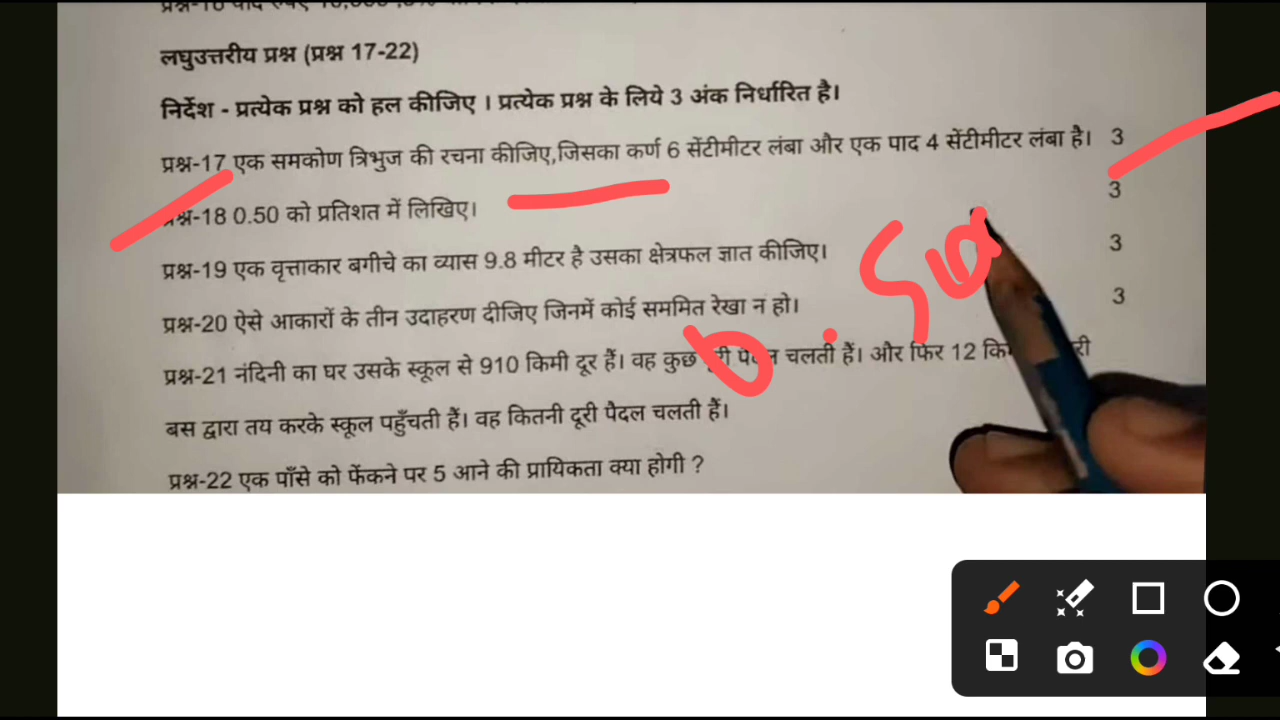 लघुउत्तरीय प्रश्न (प्रश्न 17-22)
निर्देश - प्रत्येक प्रश्न को हल कीजिए । प्रत्येक प्रश्न के लिये 3 अंक निर्धारित है।
प्रश्न-17 एक समकोण त्रिभुज की रचना कीजिए,जिसका कर्ण 6 सेंटीमीटर लंबा और एक पाद 4 सेंटीमीटर लंबा है। 3
प्रश्न-18 0.50 को प्रतिशत में लिखिए। 3
प्रश्न-19 एक वृत्ताकार बगीचे का व्यास 9.8 मीटर है उसका क्षेत्रफल ज्ञात कीजिए। 3
प्रश्न-20 ऐसे आकारों के तीन उदाहरण दीजिए जिनमें कोई सममित रेखा न हो। 3
प्रश्न-21 नंदिनी का घर उसके स्कूल से 910 किमी दूर हैं। वह कुछ चलती हैं। और फिर 12
बस द्वारा तय करके स्कूल पहुँचती हैं। वह कितनी दूरी पैदल चलती हैं।
प्रश्न-22 एक पाँसे को फेंकने पर 5 आने की प्रायिकता क्या होगी ?
0.50